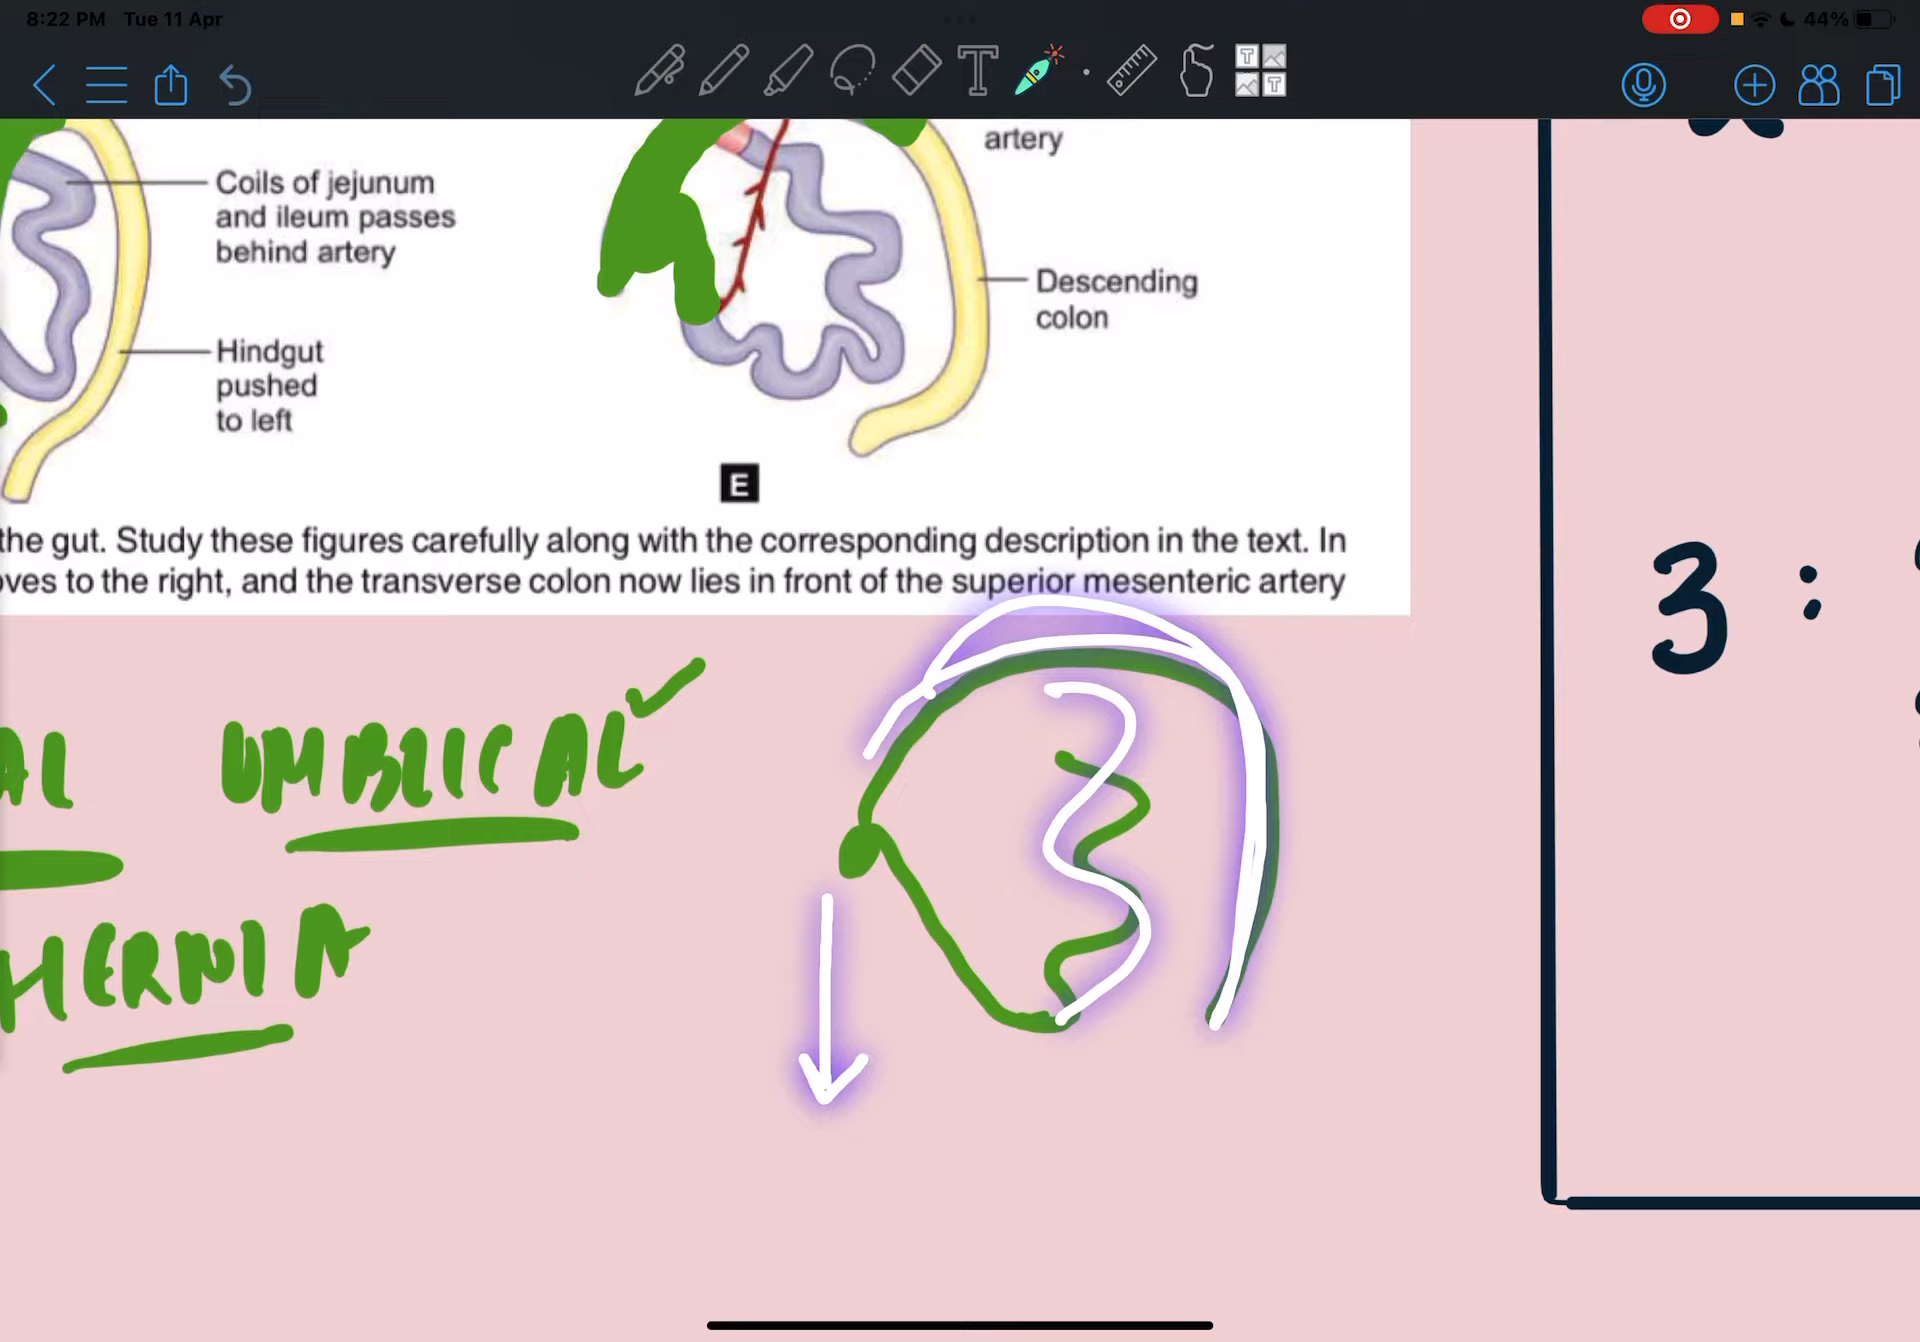 8:22 PM Tue 11 Apr
44%
artery
Coils of jejunum
and ileum passes
behind artery
Descending
colon
Hindgut
pushed
to left
E
the gut. Study these figures carefully along with the corresponding description in the text. In
ves to the right, and the transverse colon now lies in front of the superior mesenteric artery
3 :
AL UMBLICAL
HERNIA